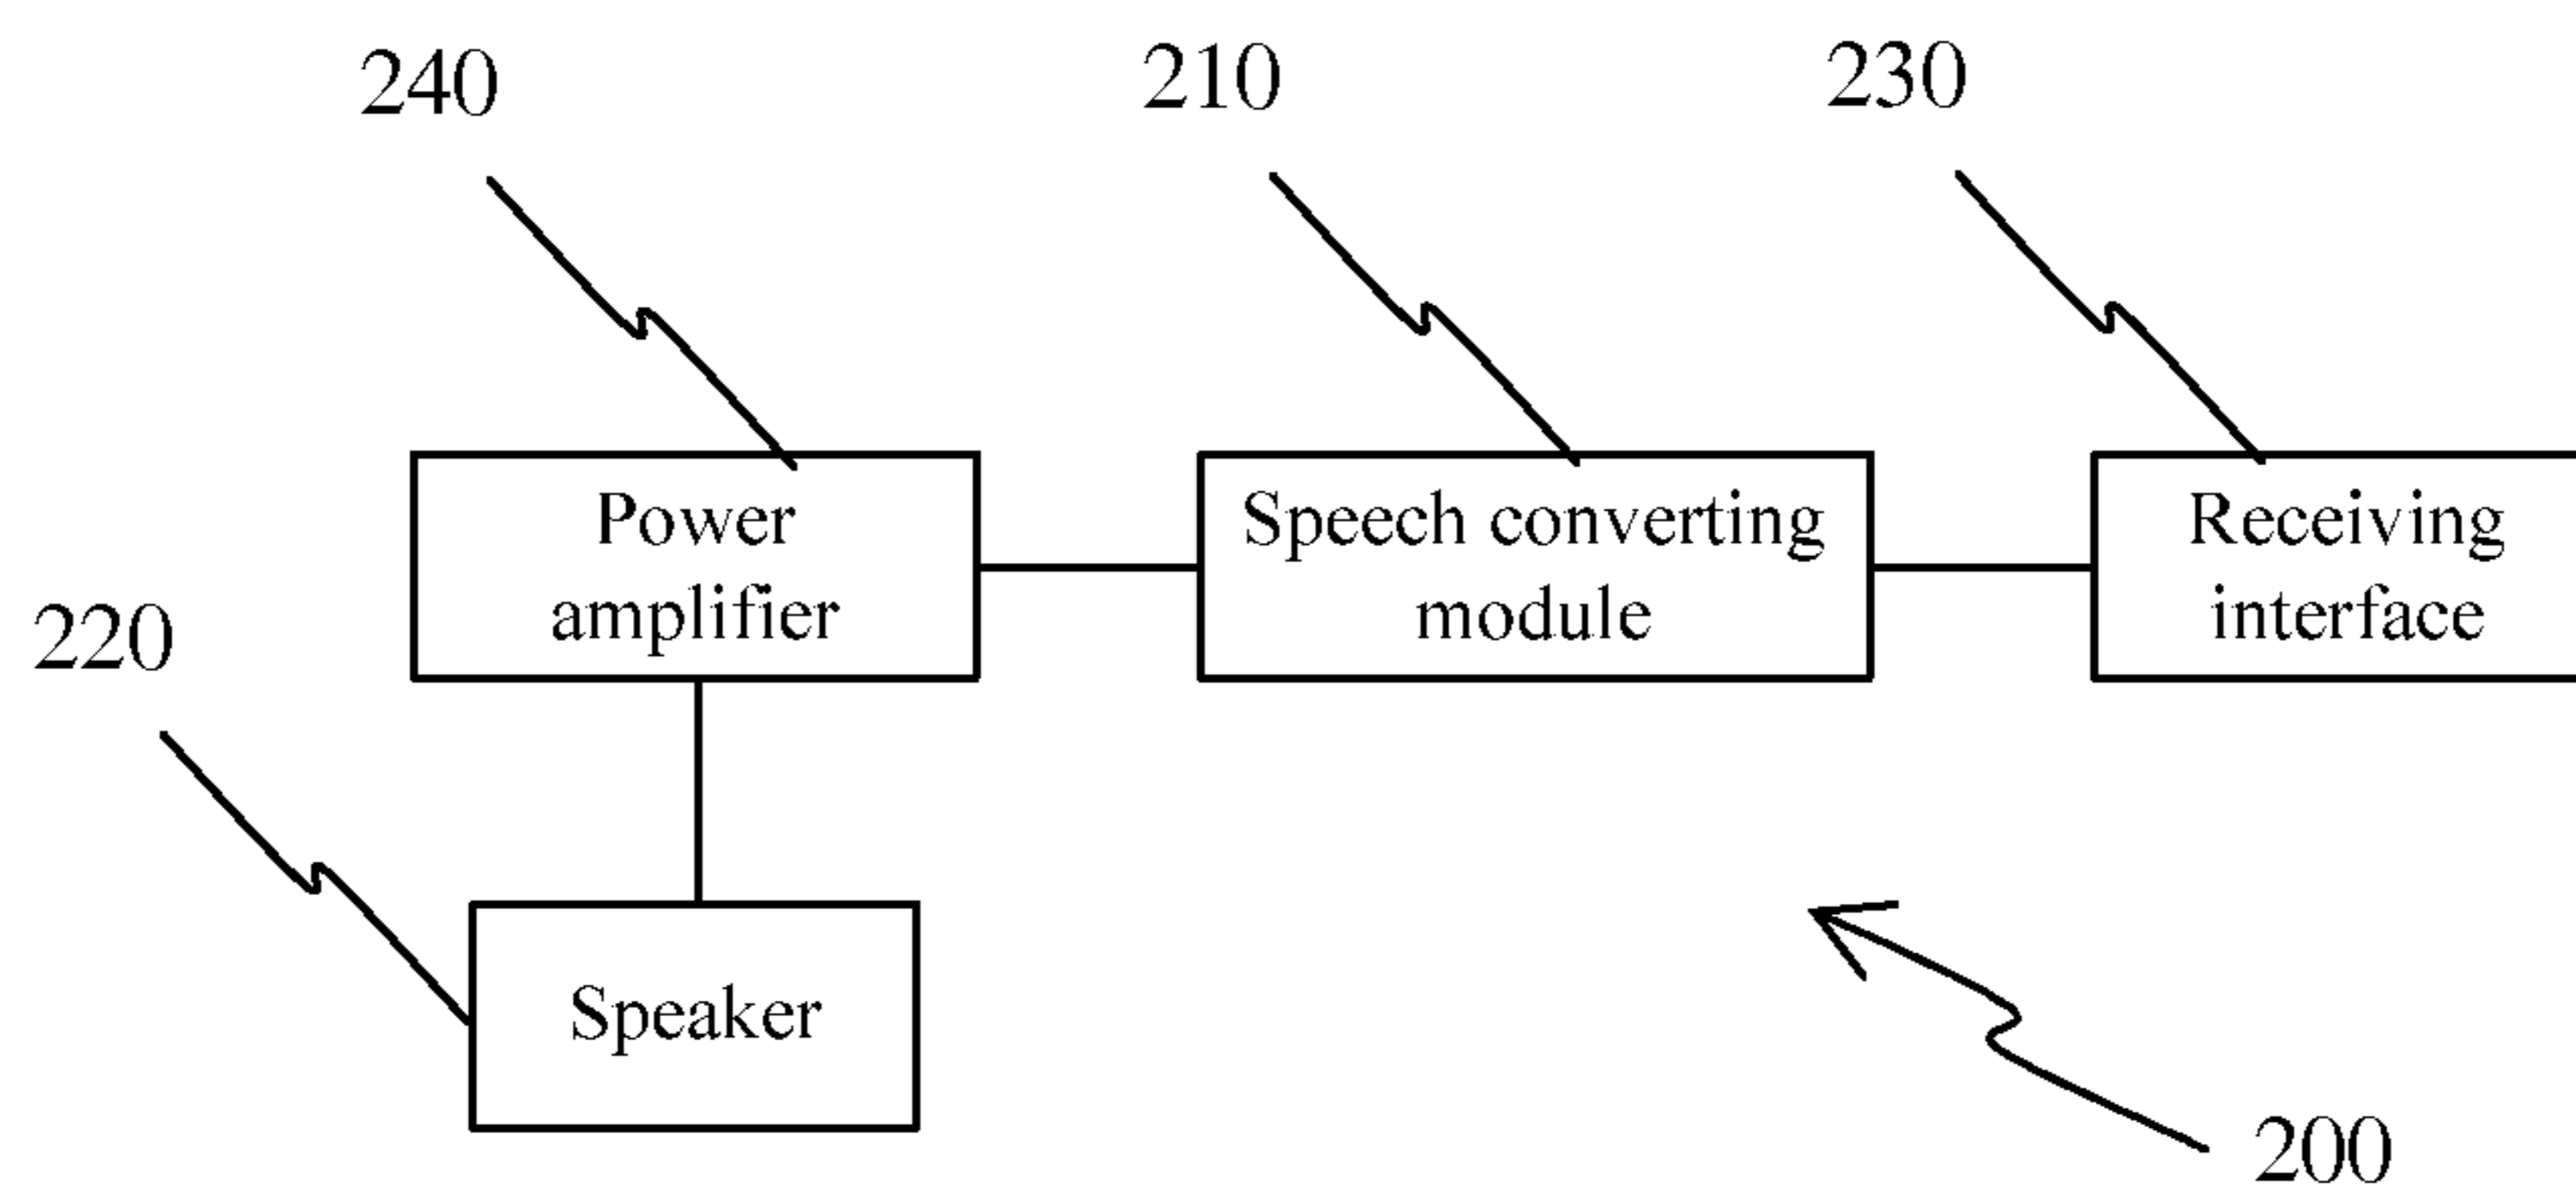 240
210
230
Power
amplifier
Speech converting
module
Receiving
interface
220
Speaker
200